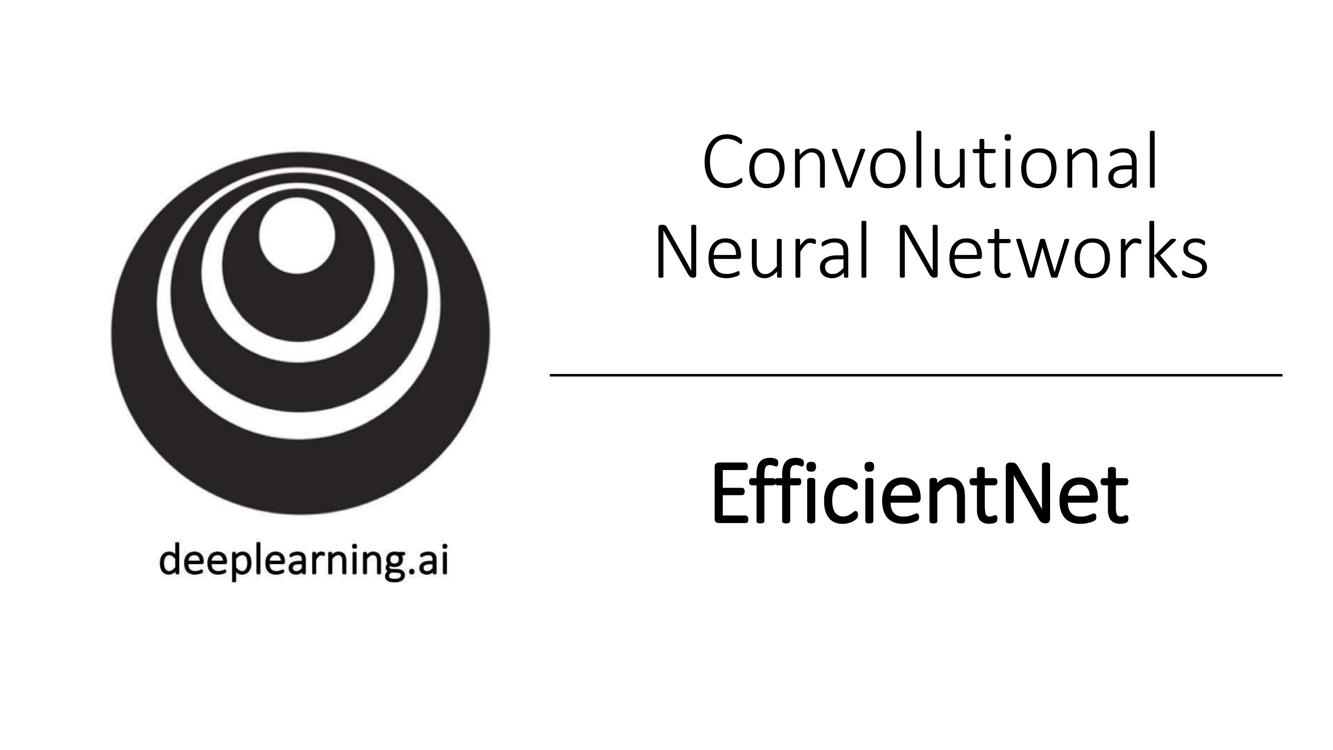 Convolutional
Neural Networks
EfficientNet
deeplearning.ai